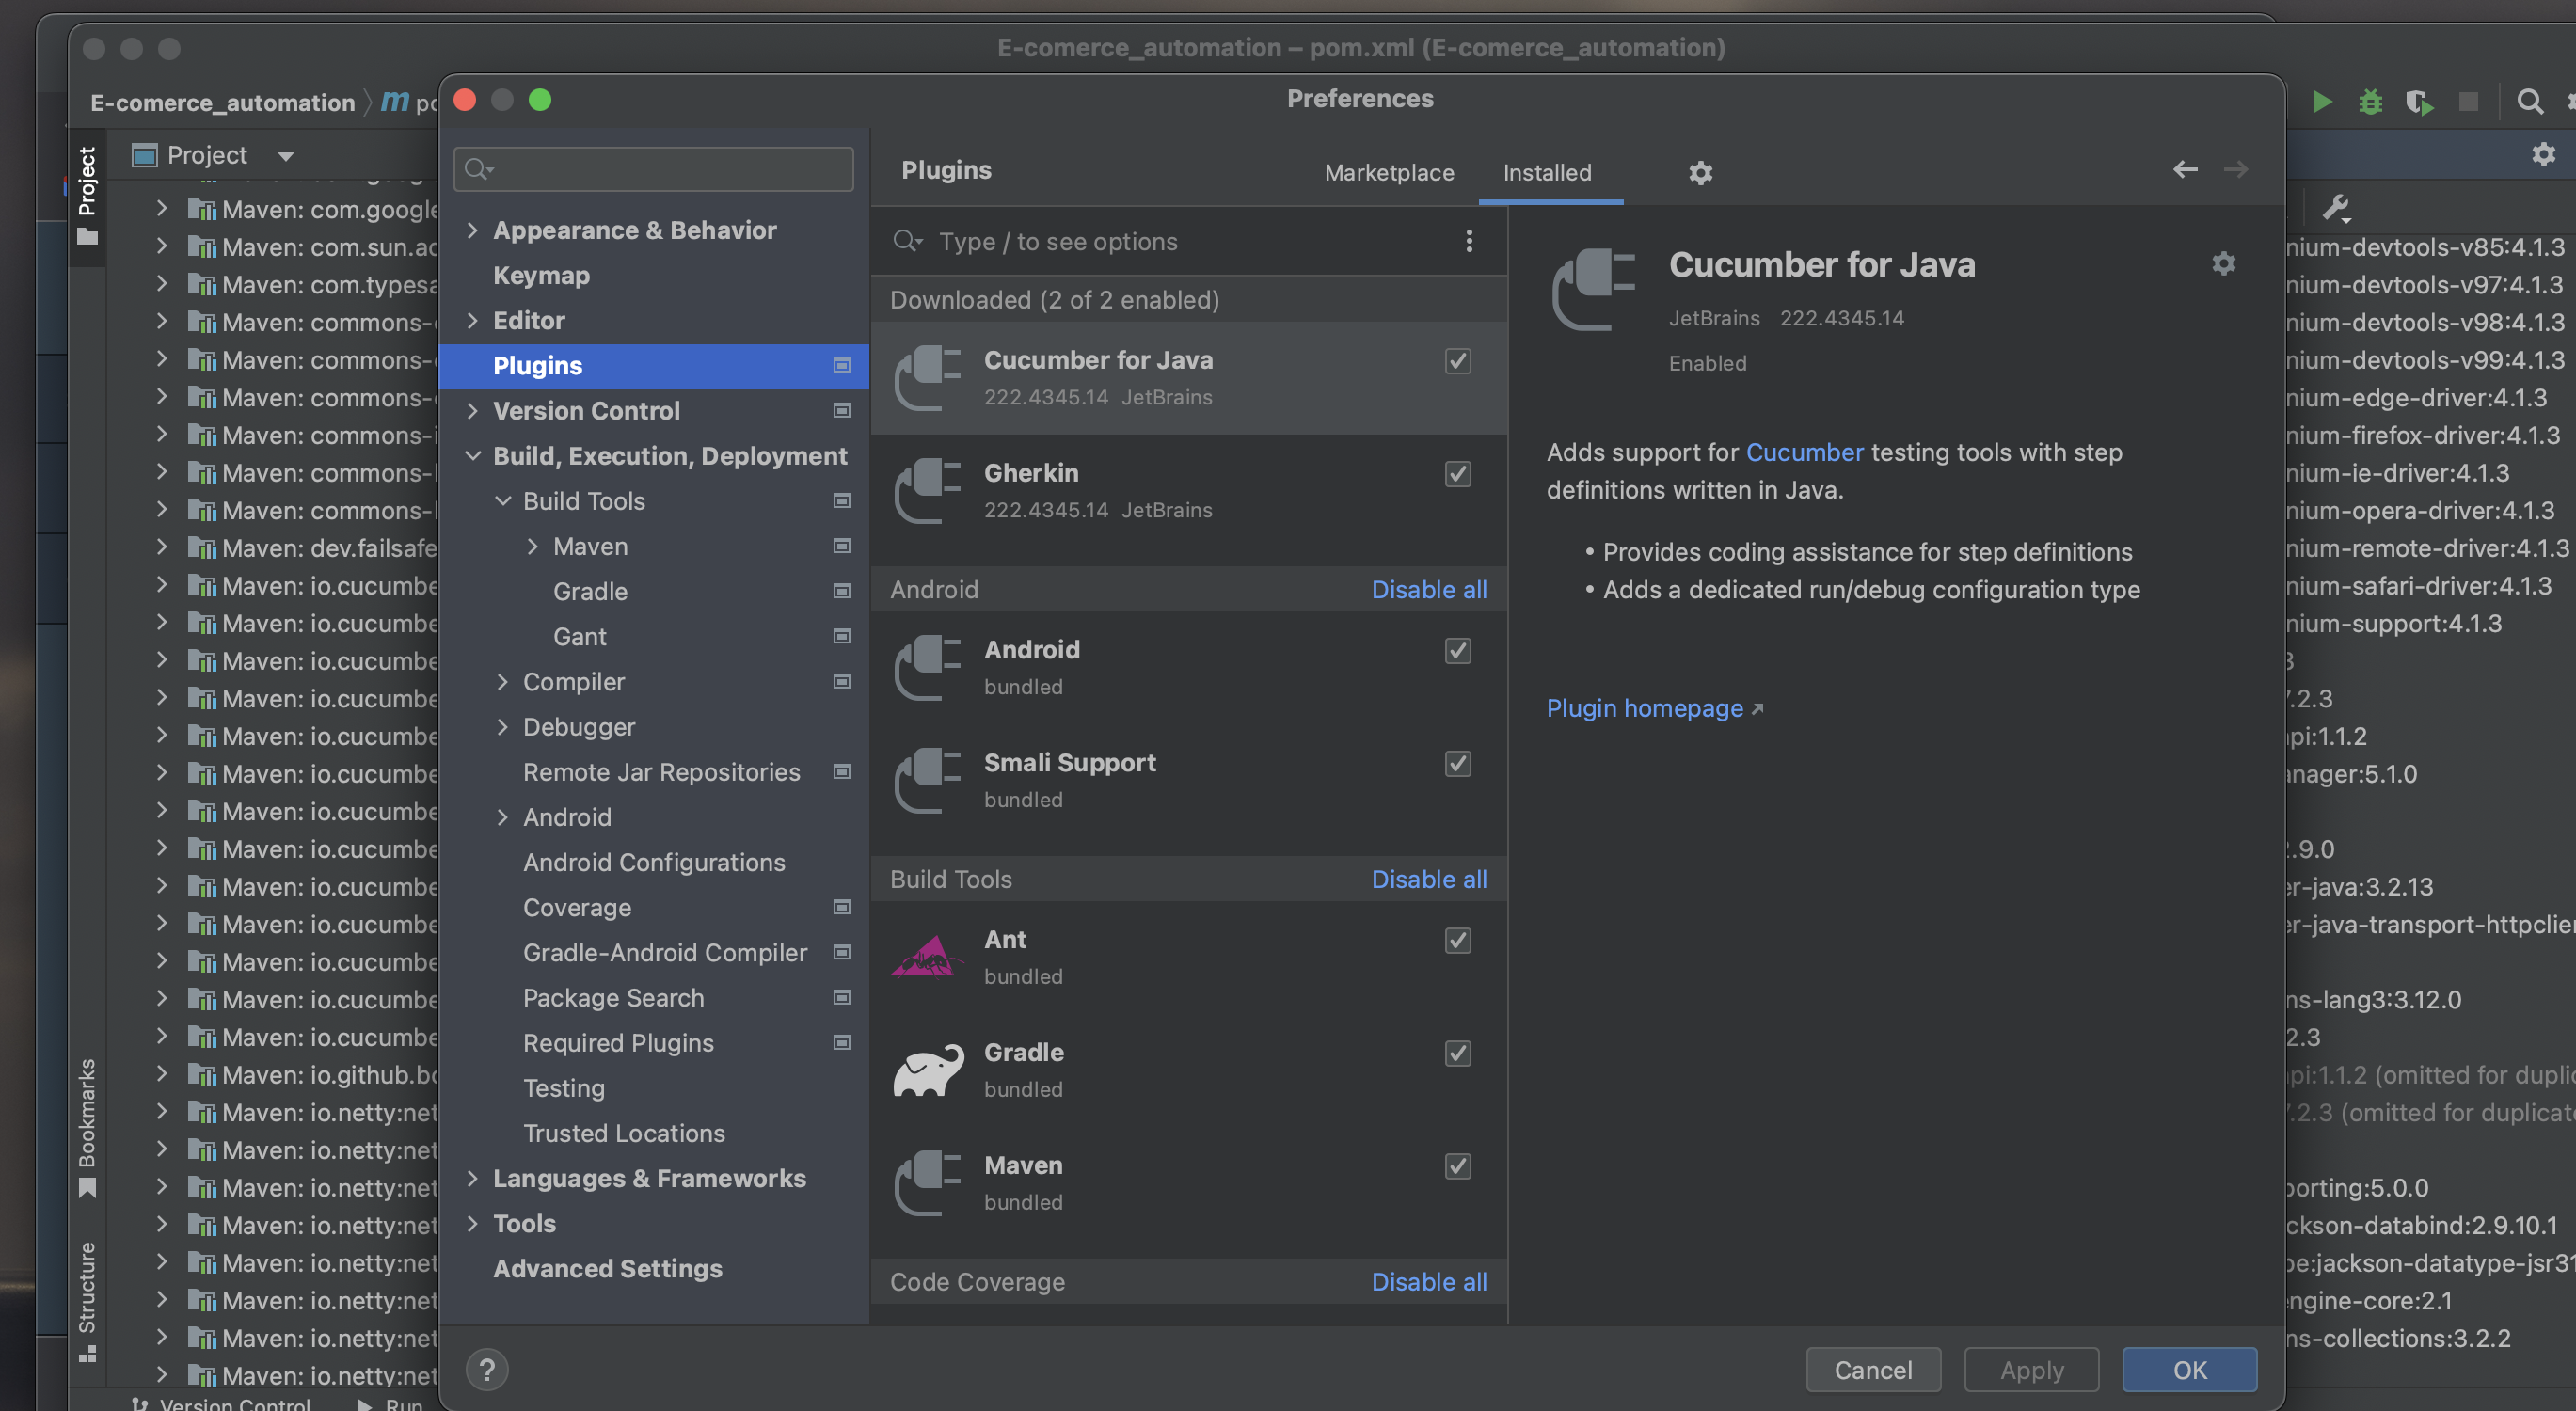 E-comerce_automation – pom.xml (E-comerce_automation)
E-comerce_automation
Preferences
Project
Project
Maven: com.google
Maven: com.sun.ac
Maven: com.typesa
Maven: commons-
Maven: commons-
Maven: commons-
Maven: commons-i
Maven: commons-l
Maven: commons-l
Maven: dev.failsafe
Maven: io.cucumbe
Maven: io.cucumbe
Maven: io.cucumbe
Maven: io.cucumbe
Maven: io.cucumbe
Maven: io.cucumbe
Maven: io.cucumbe
Maven: io.cucumbe
Maven: io.cucumbe
Maven: io.cucumbe
Maven: io.cucumbe
Maven: io.cucumbe
Maven: io.cucumbe
Maven: io.github.bo
Maven: io.netty:net
Maven: io.netty:net
Maven: io.netty:net
Maven: io.netty:net
Maven: io.netty:net
Maven: io.netty:net
Maven: io.netty:net
Maven: io.netty:net
Bookmarks
Structure
Version Control
Run
Appearance & Behavior
Keymap
Editor
Plugins
Version Control
Build, Execution, Deployment
Build Tools
Maven
Gradle
Gant
Compiler
Debugger
Remote Jar Repositories
Android
Android Configurations
Coverage
Gradle-Android Compiler
Package Search
Required Plugins
Testing
Trusted Locations
Languages & Frameworks
Tools
Advanced Settings
?
Plugins
Marketplace
Installed
Type / to see options
Downloaded (2 of 2 enabled)
Cucumber for Java
222.4345.14 JetBrains
Gherkin
222.4345.14 JetBrains
Android Disable all
Android
bundled
Smali Support
bundled
Build Tools Disable all
Ant
bundled
Gradle
bundled
Maven
bundled
Code Coverage Disable all
Cucumber for Java
JetBrains 222.4345.14
Enabled
Adds support for Cucumber testing tools with step
definitions written in Java.
• Provides coding assistance for step definitions
• Adds a dedicated run/debug configuration type
Plugin homepage ↗
Cancel
Apply
OK
nium-devtools-v85:4.1.3
nium-devtools-v97:4.1.3
nium-devtools-v98:4.1.3
nium-devtools-v99:4.1.3
nium-edge-driver:4.1.3
nium-firefox-driver:4.1.3
nium-ie-driver:4.1.3
nium-opera-driver:4.1.3
nium-remote-driver:4.1.3
nium-safari-driver:4.1.3
nium-support:4.1.3
3
7.2.3
pi:1.1.2
anager:5.1.0
.9.0
er-java:3.2.13
er-java-transport-httpclien
ns-lang3:3.12.0
2.3
pi:1.1.2 (omitted for duplic
7.2.3 (omitted for duplicate
porting:5.0.0
ckson-databind:2.9.10.1
pe:jackson-datatype-jsr31
engine-core:2.1
ns-collections:3.2.2